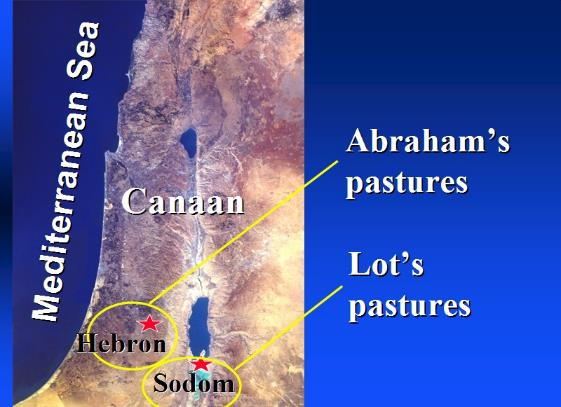 Mediterranean Sea
Canaan
Abraham's
pastures
Lot's
pastures
Hebron
Sodom